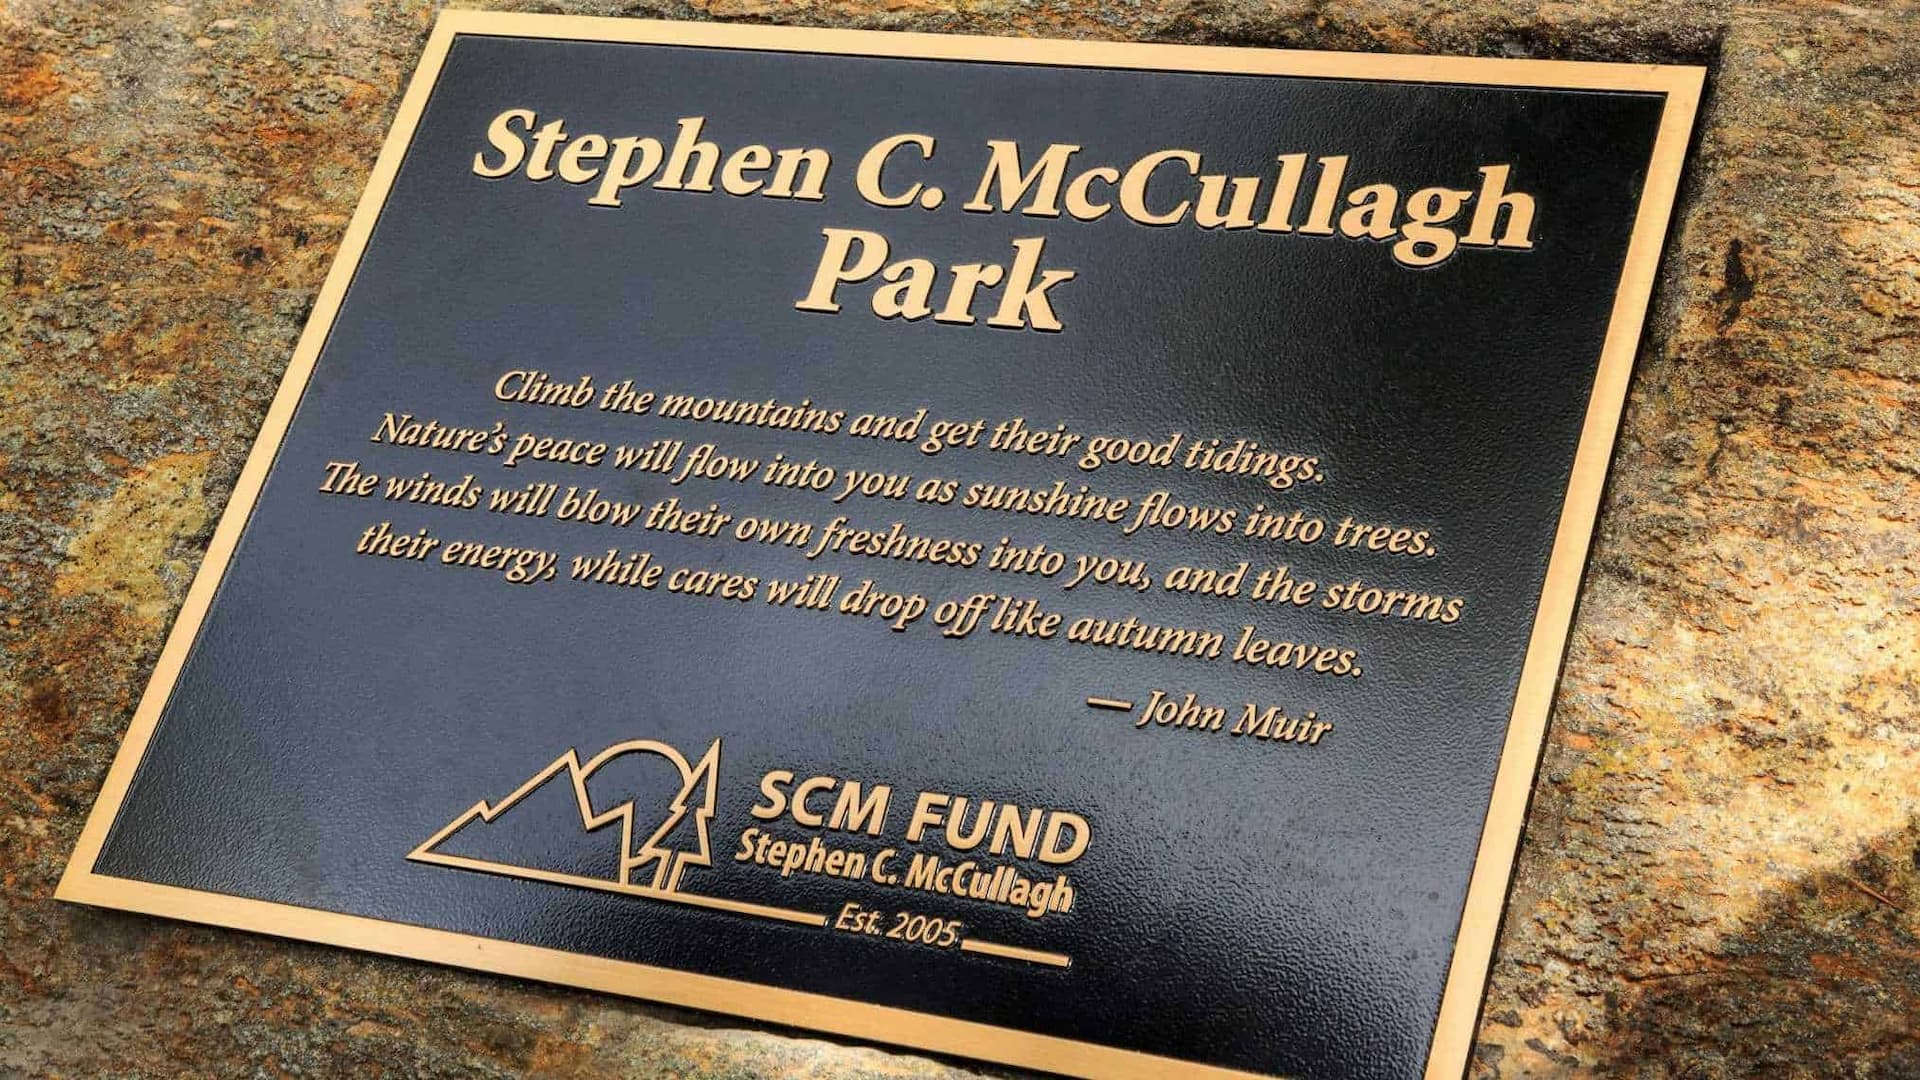 Stephen C. McCullagh
Park
Climb the mountains and get their good tidings.
Nature's peace will flow into you as sunshine flows into trees.
The winds will blow their own freshness into you, and the storms
their energy, while cares will drop off like autumn leaves.
— John Muir
SCM FUND
Stephen C. McCullagh
Est. 2005